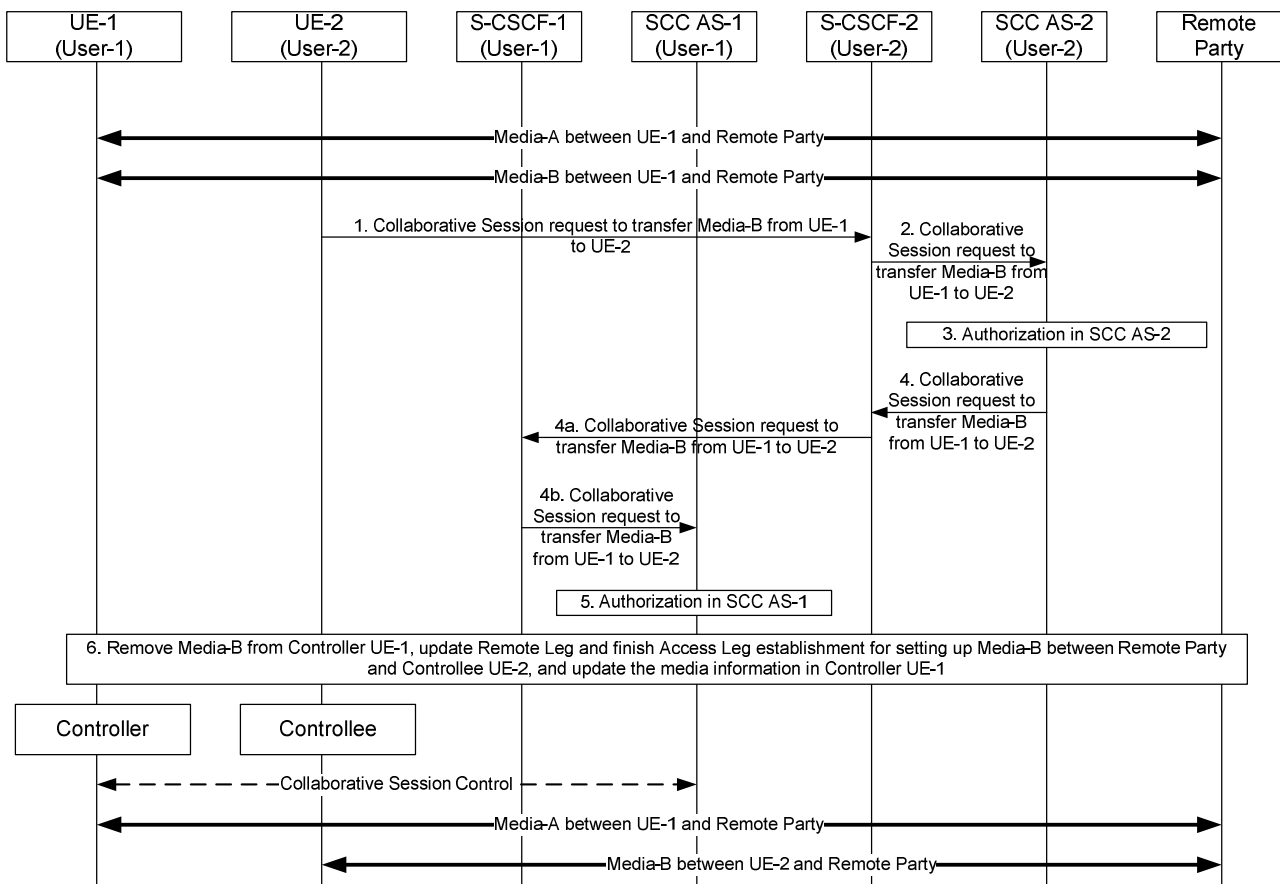 UE-1
(User-1)
UE-2
(User-2)
S-CSCF-1
(User-1)
SCC AS-1
(User-1)
S-CSCF-2
(User-2)
SCC AS-2
(User-2)
Remote
Party
Media-A between UE-1 and Remote Party
Media-B between UE-1 and Remote Party
1. Collaborative Session request to transfer Media-B from UE-1
to UE-2
2. Collaborative
Session request to
transfer Media-B from
UE-1 to UE-2
3. Authorization in SCC AS-2
4. Collaborative
Session request to
transfer Media-B
from UE-1 to UE-2
4a. Collaborative Session request to
transfer Media-B from UE-1 to UE-2
4b. Collaborative
Session request to
transfer Media-B
from UE-1 to UE-2
5. Authorization in SCC AS-1
6. Remove Media-B from Controller UE-1, update Remote Leg and finish Access Leg establishment for setting up Media-B between Remote Party
and Controllee UE-2, and update the media information in Controller UE-1
Controller
Controllee
Collaborative Session Control
Media-A between UE-1 and Remote Party
Media-B between UE-2 and Remote Party